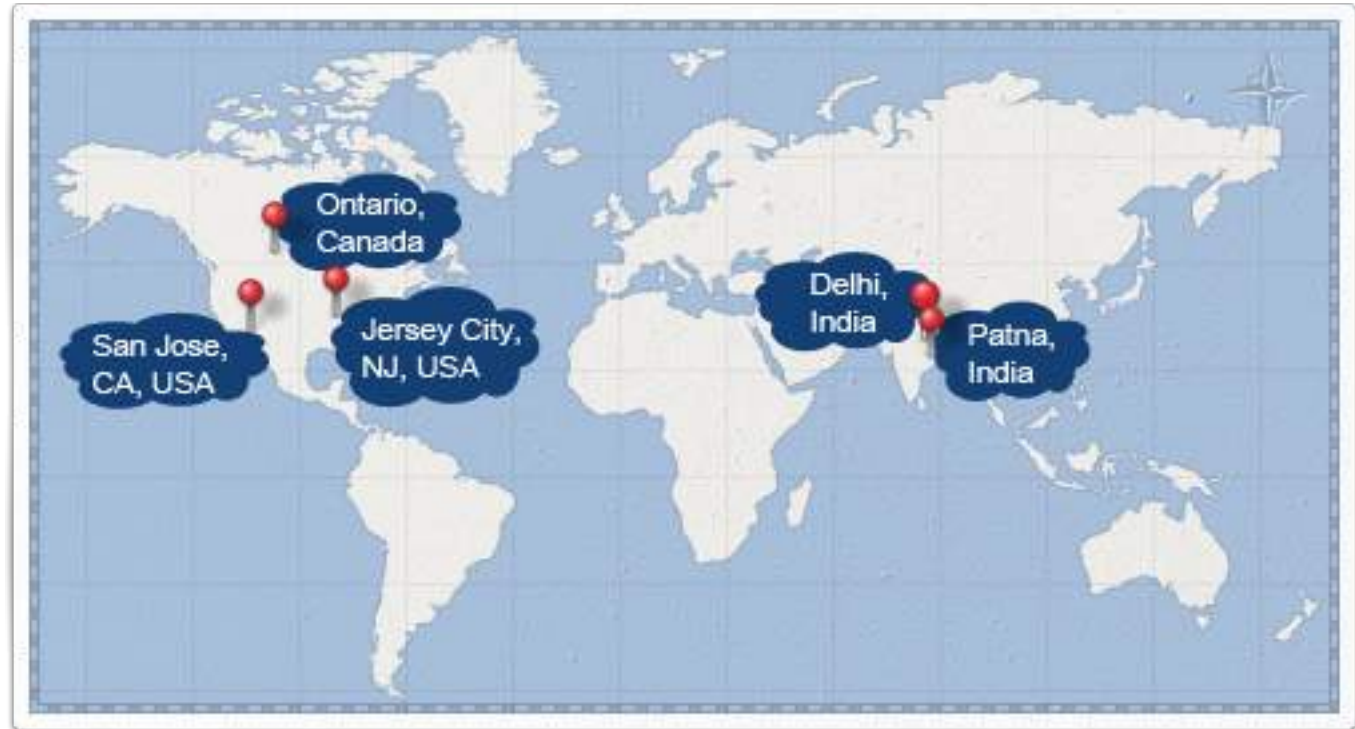 Ontario,
Canada
San Jose,
CA, USA
Jersey City,
NJ, USA
Delhi,
India
Patna,
India